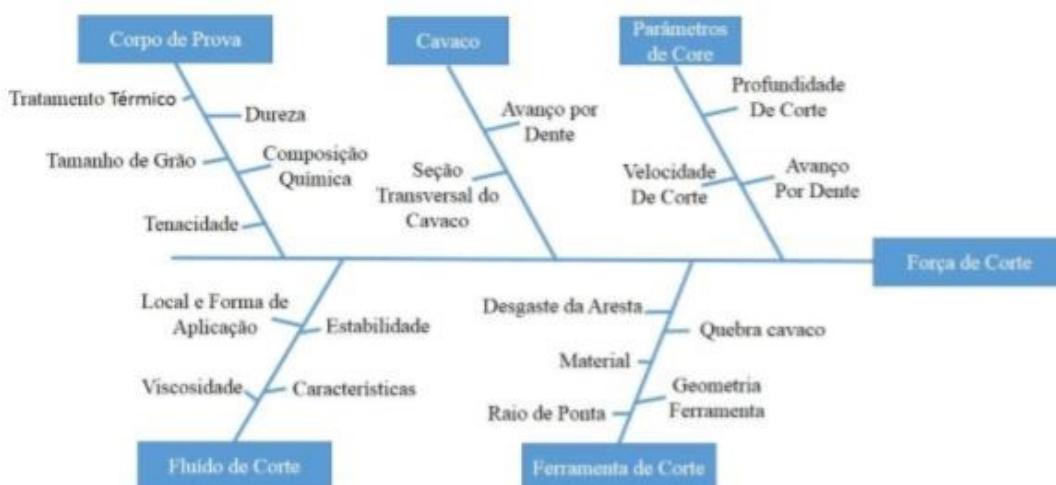 Corpo de Prova
Cavaco
Parâmetros
de Core
Tratamento Térmico
Dureza
Tamanho de Grão
Composição
Química
Tenacidade
Avanço por
Dente
Seção
Transversal do
Cavaco
Profundidade
De Corte
Velocidade
De Corte
Avanço
Por Dente
Força de Corte
Local e Forma de
Aplicação
Estabilidade
Viscosidade
Características
Desgaste da Aresta
Quebra cavaco
Material
Geometria
Ferramenta
Raio de Ponta
Fluído de Corte
Ferramenta de Corte